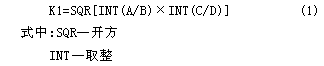 K1=SQR[INT(A/B)×INT(C/D)] (1)
式中:SQR—开方
INT—取整